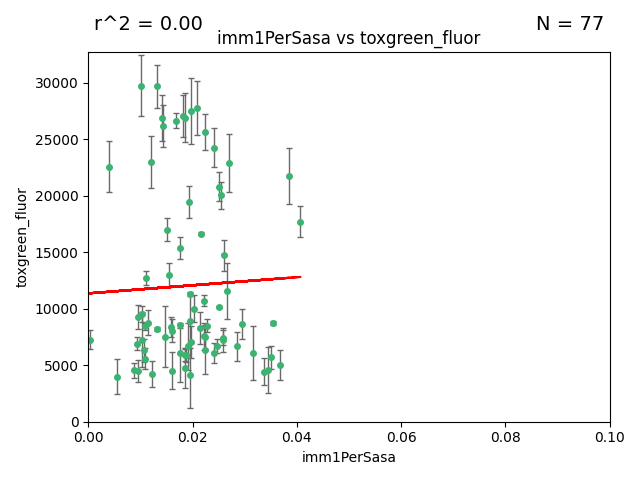 r^2 = 0.00
N = 77
imm1PerSasa vs toxgreen_fluor
30000
25000
20000
15000
10000
5000
0
toxgreen_fluor
0.00 0.02 0.04 0.06 0.08 0.10
imm1PerSasa